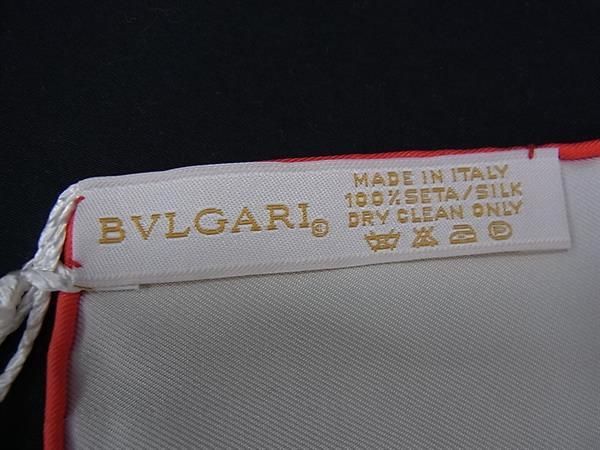 BVLGARI
MADE IN ITALY
100% SETA/SILK
DRY CLEAN ONLY